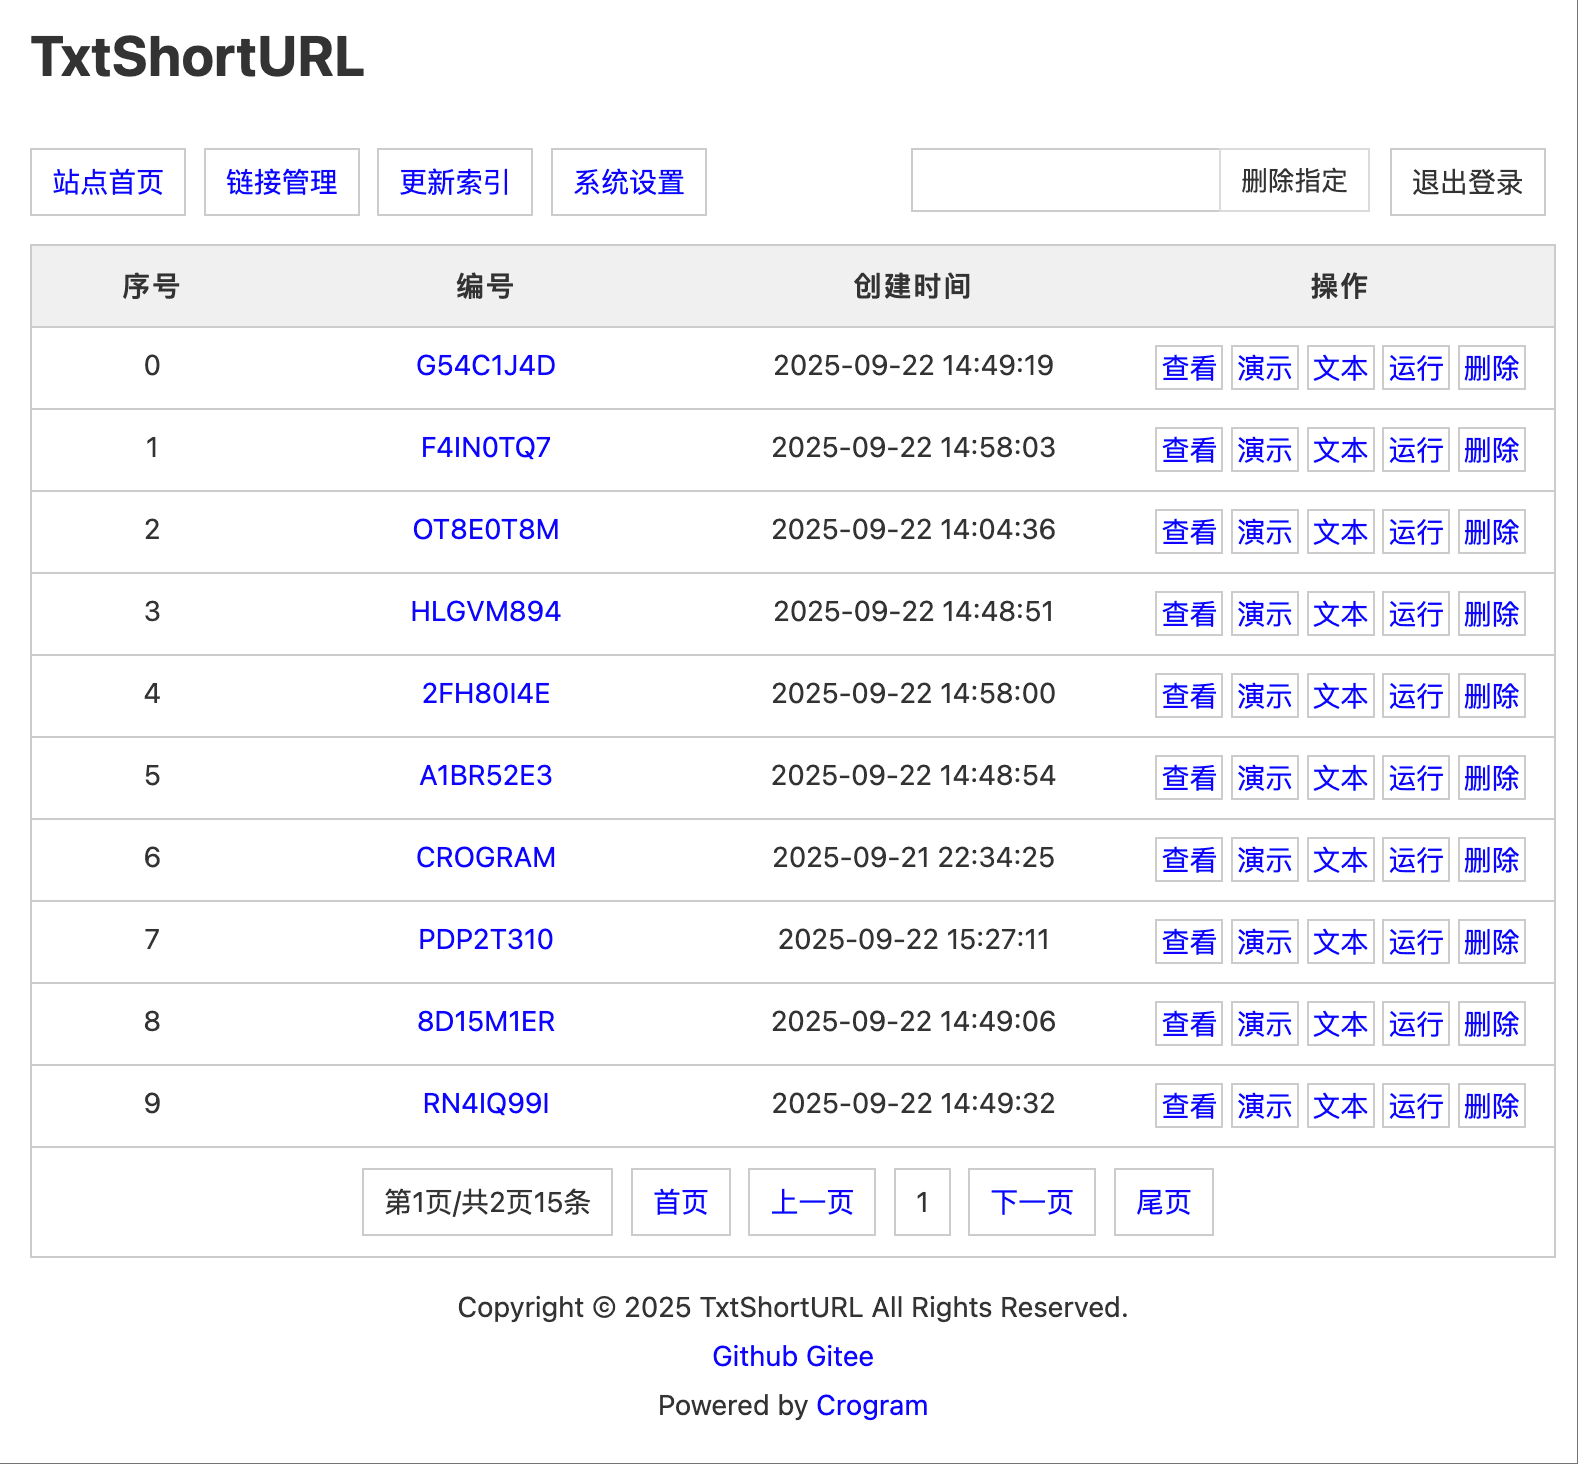 TxtShortURL
站点首页 链接管理 更新索引 系统设置 删除指定 退出登录
序号 编号 创建时间 操作
0 G54C1J4D 2025-09-22 14:49:19 查看 演示 文本 运行 删除
1 F4IN0TQ7 2025-09-22 14:58:03 查看 演示 文本 运行 删除
2 OT8E0T8M 2025-09-22 14:04:36 查看 演示 文本 运行 删除
3 HLGVM894 2025-09-22 14:48:51 查看 演示 文本 运行 删除
4 2FH80I4E 2025-09-22 14:58:00 查看 演示 文本 运行 删除
5 A1BR52E3 2025-09-22 14:48:54 查看 演示 文本 运行 删除
6 CROGRAM 2025-09-21 22:34:25 查看 演示 文本 运行 删除
7 PDP2T310 2025-09-22 15:27:11 查看 演示 文本 运行 删除
8 8D15M1ER 2025-09-22 14:49:06 查看 演示 文本 运行 删除
9 RN4IQ99I 2025-09-22 14:49:32 查看 演示 文本 运行 删除
第1页/共2页15条 首页 上一页 1 下一页 尾页
Copyright © 2025 TxtShortURL All Rights Reserved.
Github Gitee
Powered by Crogram